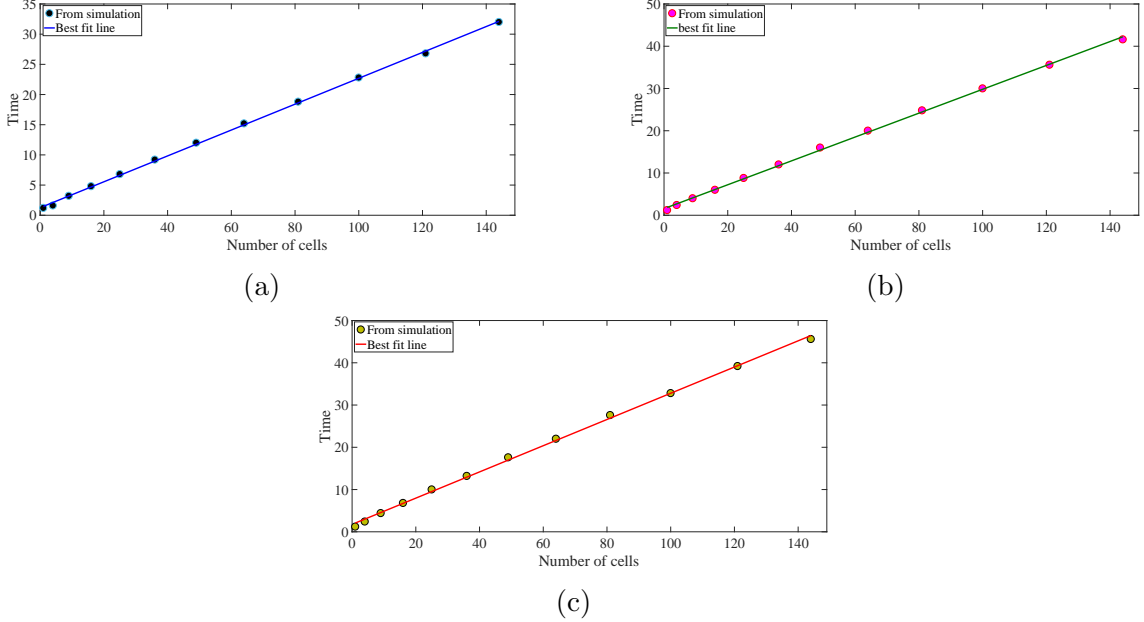 35
30
25
20
15
10
5
0
Time
From simulation
Best fit line
0 20 40 60 80 100 120 140
Number of cells
(a)
50
40
30
20
10
0
Time
From simulation
best fit line
0 20 40 60 80 100 120 140
Number of cells
(b)
50
40
30
20
10
0
Time
From simulation
Best fit line
0 20 40 60 80 100 120 140
Number of cells
(c)